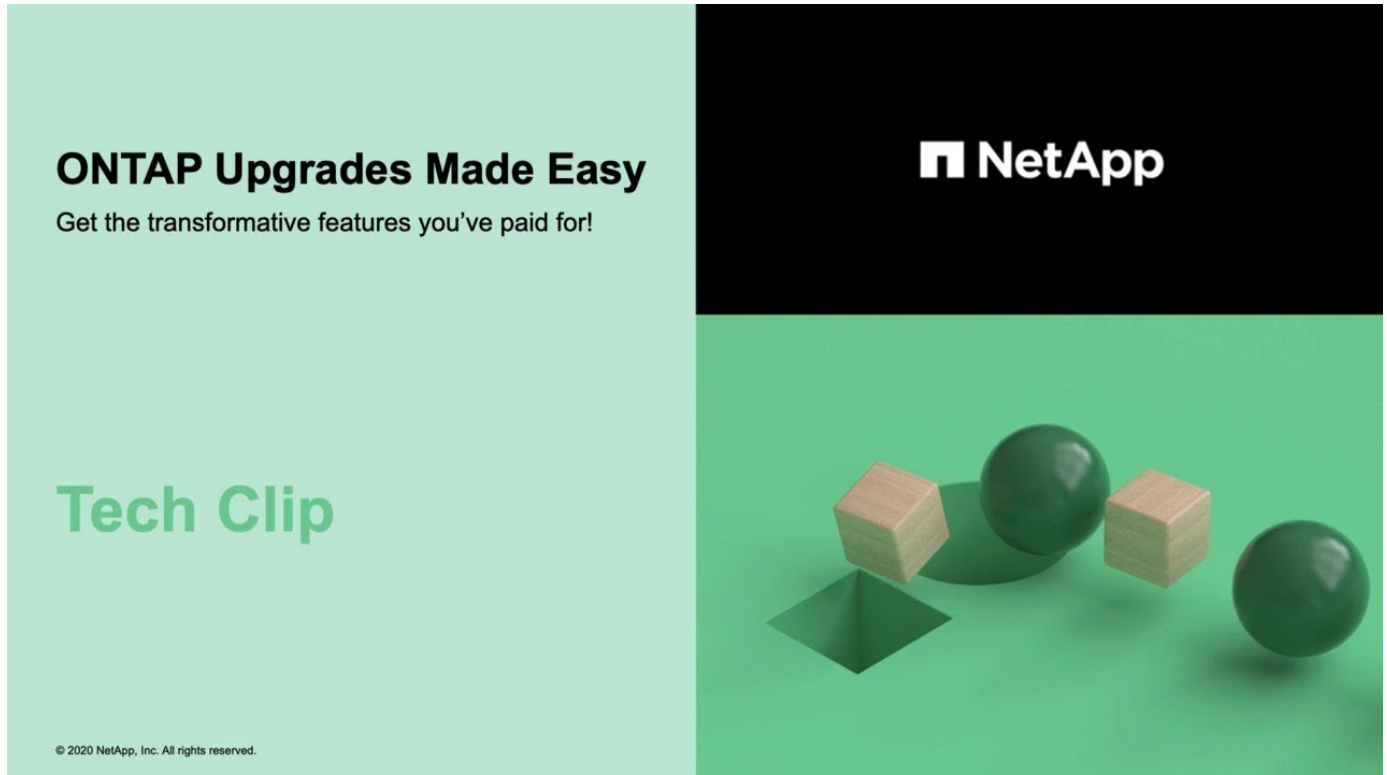 ONTAP Upgrades Made Easy
Get the transformative features you've paid for!
NetApp
Tech Clip
© 2020 NetApp, Inc. All rights reserved.